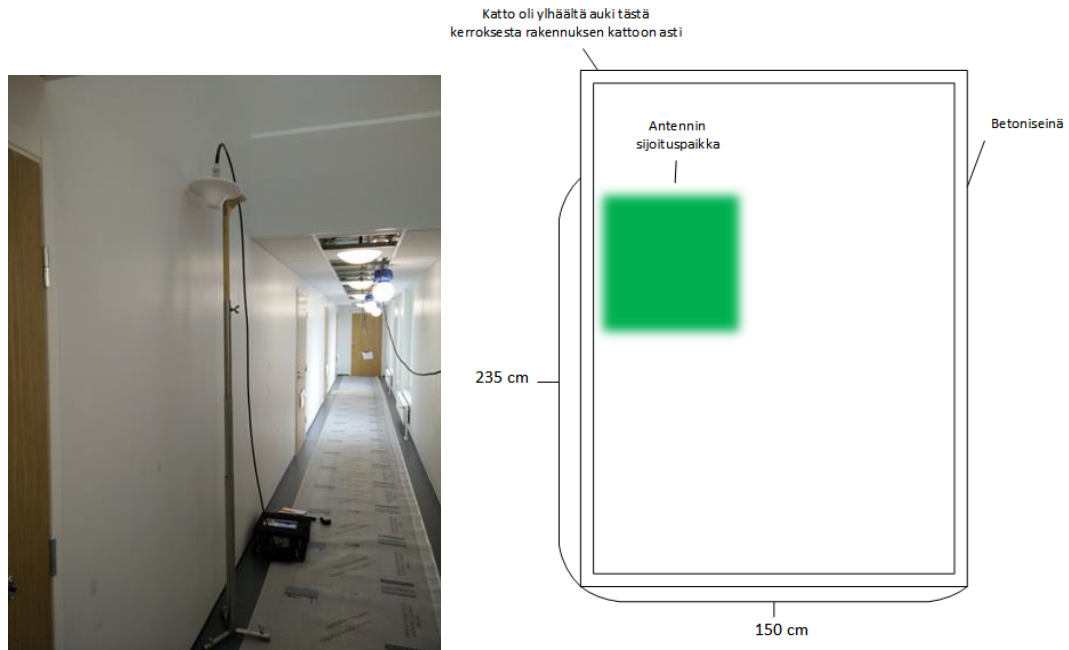 Katto oli ylhäältä auki tästä
kerroksesta rakennuksen kattoon asti
Antennin
sijoituspaikka
Betoniseinä
235 cm
150 cm